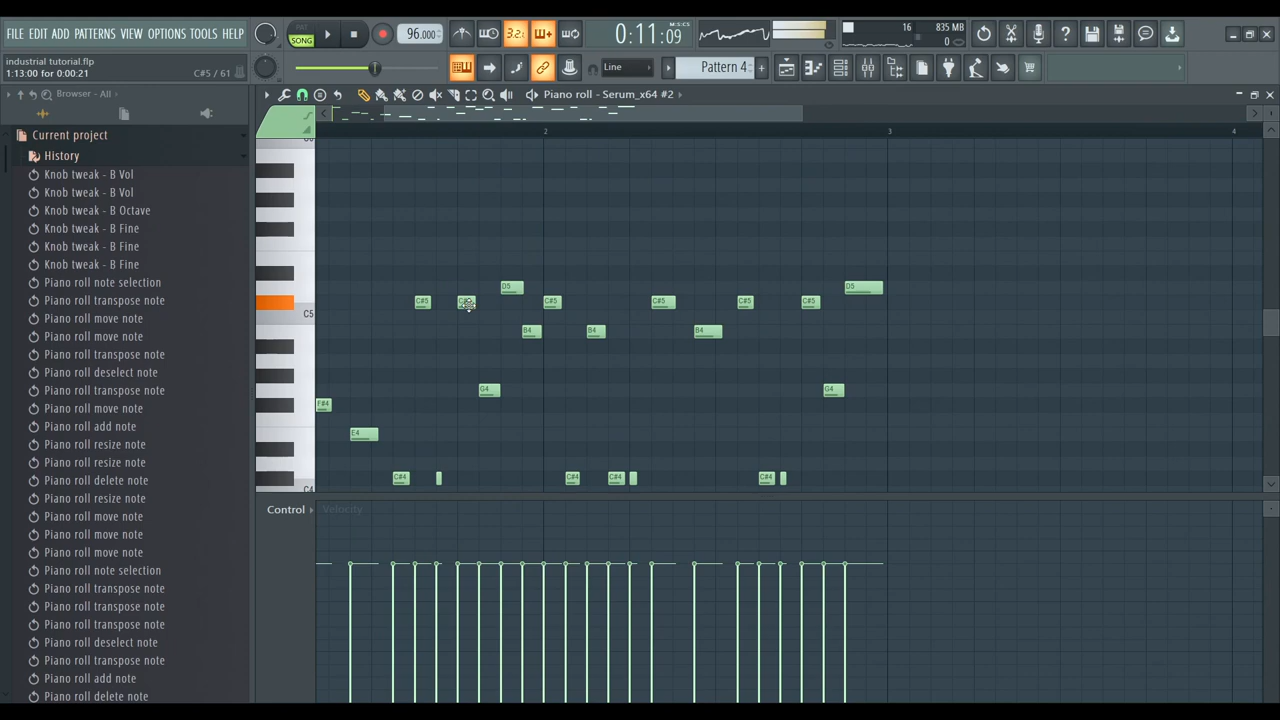 FILE EDIT ADD PATTERNS VIEW OPTIONS TOOLS HELP
PAT
SONG
96.000
3.2.
0:11:09
M:S:CS
16
835 MB
0
industrial tutorial.flp
1:13:00 for 0:00:21
C#5 / 61
Line
Pattern 4
Browser - All
Piano roll - Serum_x64 #2
Current project
History
Knob tweak - B Vol
Knob tweak - B Vol
Knob tweak - B Octave
Knob tweak - B Fine
Knob tweak - B Fine
Knob tweak - B Fine
Piano roll note selection
Piano roll transpose note
Piano roll move note
Piano roll move note
Piano roll transpose note
Piano roll deselect note
Piano roll transpose note
Piano roll move note
Piano roll add note
Piano roll resize note
Piano roll resize note
Piano roll delete note
Piano roll resize note
Piano roll move note
Piano roll move note
Piano roll move note
Piano roll note selection
Piano roll transpose note
Piano roll transpose note
Piano roll transpose note
Piano roll deselect note
Piano roll transpose note
Piano roll add note
Piano roll delete note
2
3
4
D5
D5
C#5
C#5
C#5
C#5
C#5
C5
B4
B4
B4
G4
G4
F#4
E4
C#4
C#4
C#4
C#4
C4
Control
Velocity